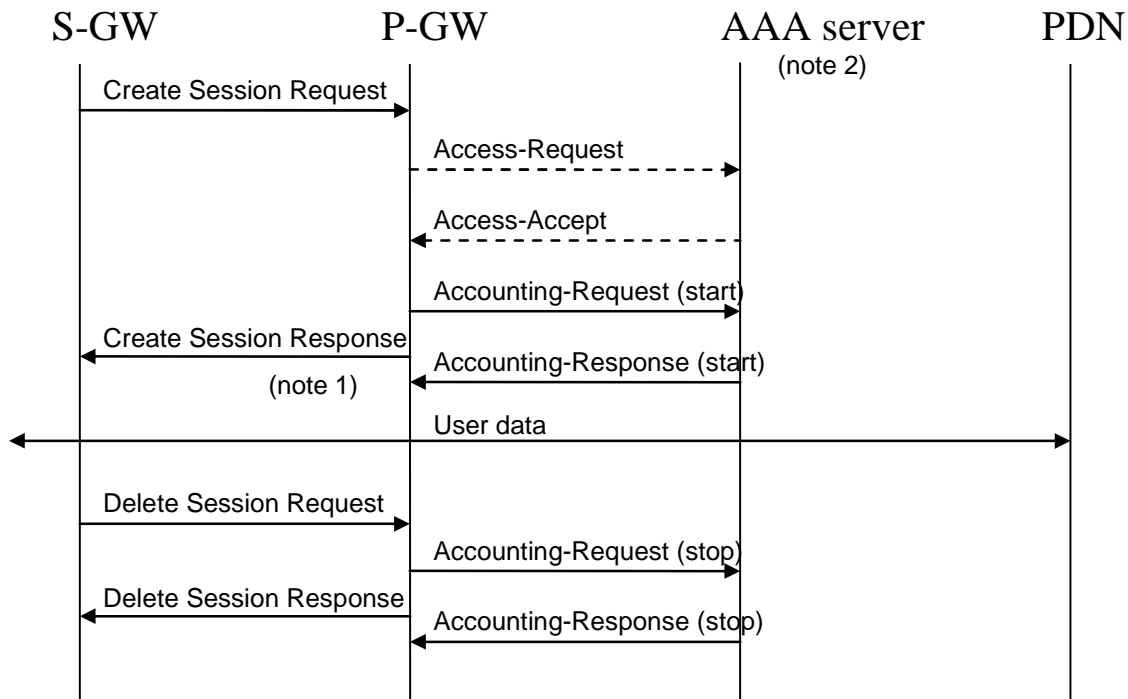 S-GW
P-GW
AAA server
PDN
(note 2)
Create Session Request
Access-Request
Access-Accept
Accounting-Request (start)
Create Session Response
Accounting-Response (start)
(note 1)
User data
Delete Session Request
Accounting-Request (stop)
Delete Session Response
Accounting-Response (stop)